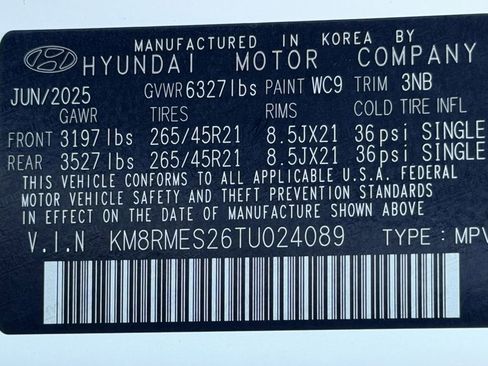 MANUFACTURED IN KOREA BY
HYUNDAI MOTOR COMPANY
JUN/2025 GVWR 6327lbs PAINT WC9 TRIM 3NB
GAWR TIRES RIMS COLD TIRE INFL
FRONT 3197lbs 265/45R21 8.5JX21 36psi SINGLE
REAR 3527lbs 265/45R21 8.5JX21 36psi SINGLE
THIS VEHICLE CONFORMS TO ALL APPLICABLE U.S.A. FEDERAL
MOTOR VEHICLE SAFETY AND THEFT PREVENTION STANDARDS
IN EFFECT ON THE DATE OF MANUFACTURE SHOWN ABOVE
V.I.N KM8RMES26TU024089 TYPE : MPV